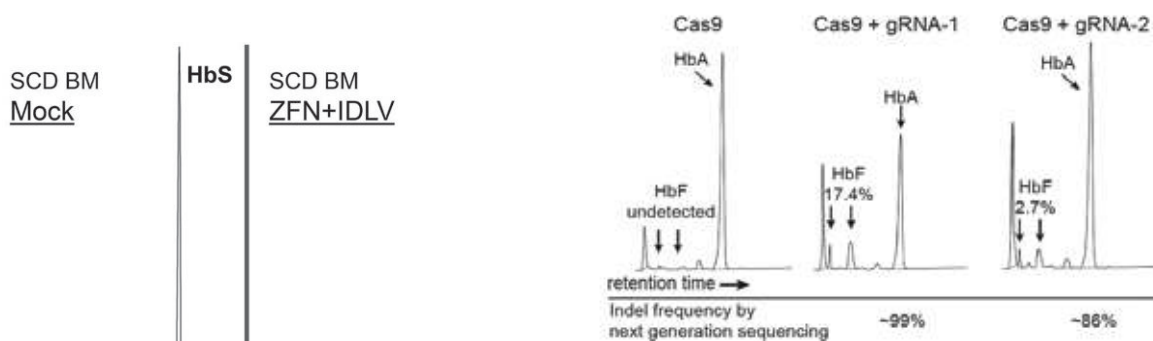 SCD BM
Mock
HbS
SCD BM
ZFN+IDLV
Cas9
HbA
HbF
undetected
Cas9 + gRNA-1
HbA
HbF
17.4%
Cas9 + gRNA-2
HbA
HbF
2.7%
retention time
Indel frequency by
next generation sequencing
~99%
~86%